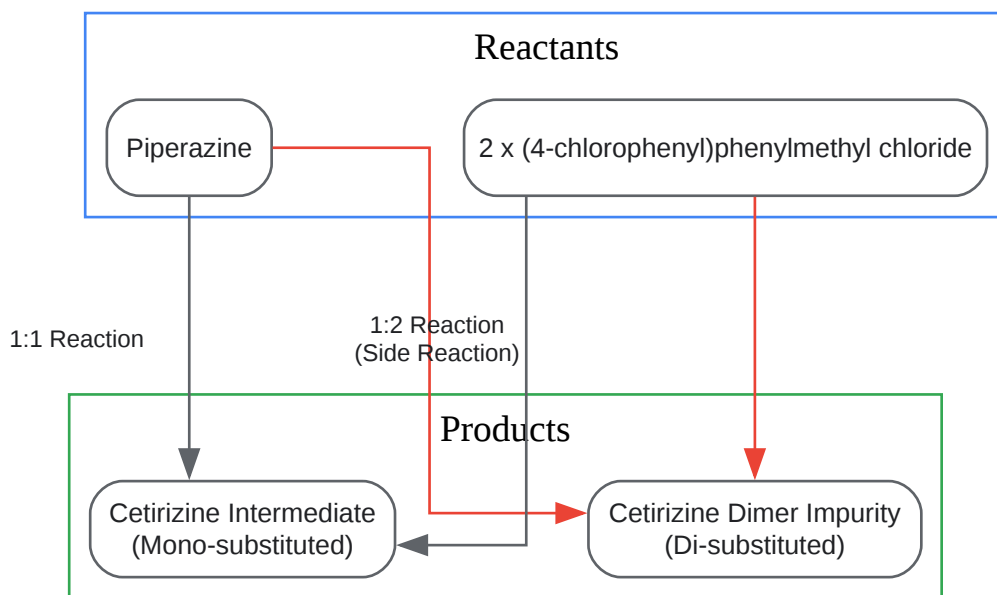 Reactants
Piperazine
2 x (4-chlorophenyl)phenylmethyl chloride
1:1 Reaction
1:2 Reaction
(Side Reaction)
Products
Cetirizine Intermediate
(Mono-substituted)
Cetirizine Dimer Impurity
(Di-substituted)